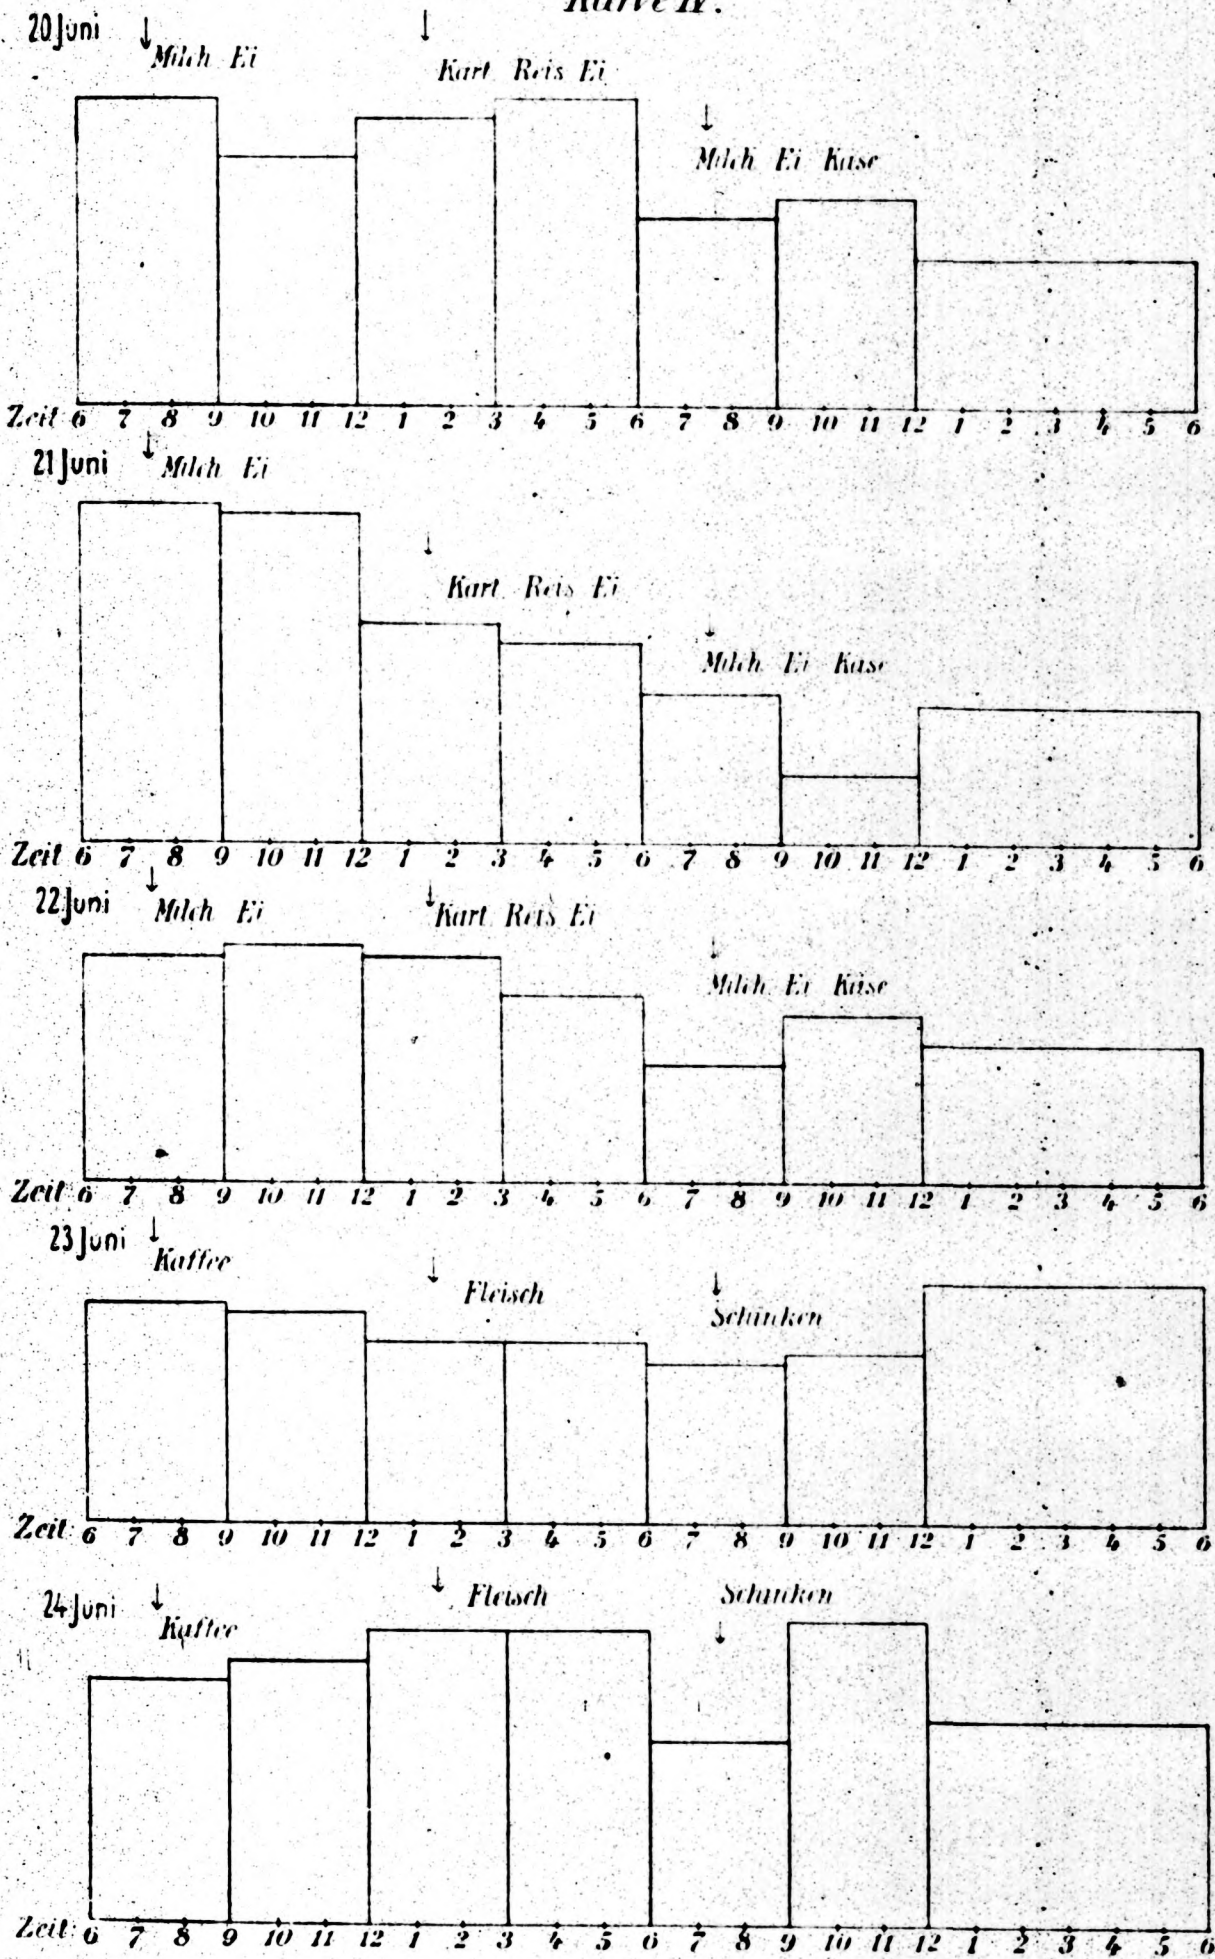 Kurve IV.
20 Juni ↓ Milch Ei ↓ Kart Reis Ei
↓ Milch Ei Käse
Zeit 6 7 8 9 10 11 12 1 2 3 4 5 6 7 8 9 10 11 12 1 2 3 4 5 6
21 Juni ↓ Milch Ei
↓ Kart Reis Ei
↓ Milch Ei Käse
Zeit 6 7 8 9 10 11 12 1 2 3 4 5 6 7 8 9 10 11 12 1 2 3 4 5 6
22 Juni ↓ Milch Ei ↓ Kart Reis Ei
↓ Milch Ei Käse
Zeit 6 7 8 9 10 11 12 1 2 3 4 5 6 7 8 9 10 11 12 1 2 3 4 5 6
23 Juni ↓ Kaffee
↓ Fleisch
↓ Schinken
Zeit: 6 7 8 9 10 11 12 1 2 3 4 5 6 7 8 9 10 11 12 1 2 3 4 5 6
24 Juni ↓ Kaffee ↓ Fleisch ↓ Schinken
Zeit: 6 7 8 9 10 11 12 1 2 3 4 5 6 7 8 9 10 11 12 1 2 3 4 5 6